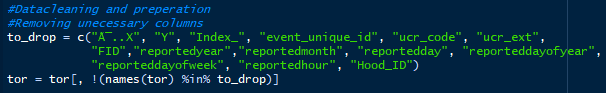 #Datacleaning and preperation
#Removing unecessary columns
to_drop = c("Ā¯..X", "Y", "Index_", "event_unique_id", "ucr_code", "ucr_ext",
"FID","reportedyear","reportedmonth", "reportedday", "reporteddayofyear",
"reporteddayofweek", "reportedhour", "Hood_ID")
tor = tor[, !(names(tor) %in% to_drop)]